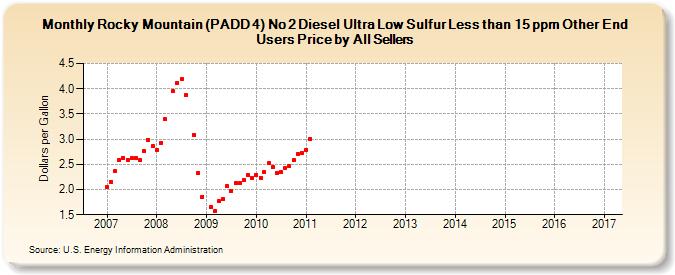 Monthly Rocky Mountain (PADD 4) No 2 Diesel Ultra Low Sulfur Less than 15 ppm Other End
Users Price by All Sellers
Dollars per Gallon
4.5
4.0
3.5
3.0
2.5
2.0
1.5
2007 2008 2009 2010 2011 2012 2013 2014 2015 2016 2017
Source: U.S. Energy Information Administration